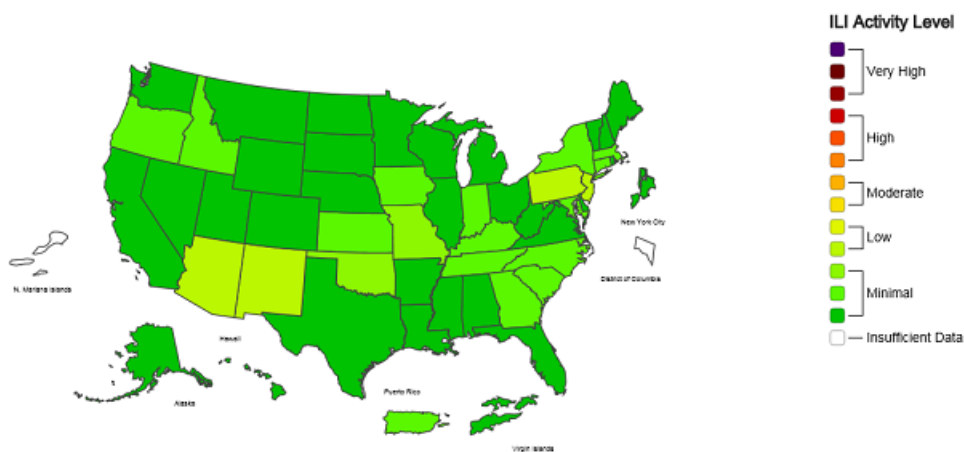 ILI Activity Level
Very High
High
Moderate
Low
Minimal
Insufficient Data
New York City
District of Columbia
N. Mariana Islands
Hawaii
Alaska
Puerto Rico
Virgin Islands